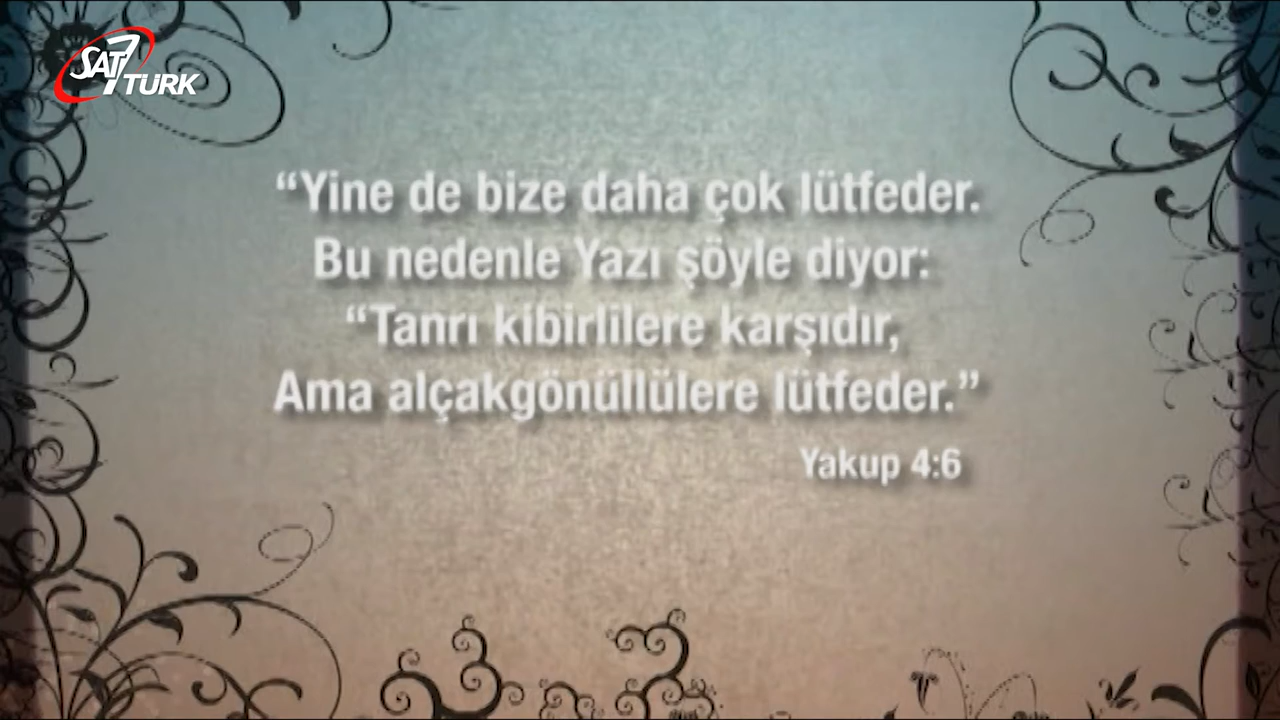 SAT7
TURK
“Yine de bize daha çok lütfeder.
Bu nedenle Yazı şöyle diyor:
“Tanrı kibirlilere karşıdır,
Ama alçakgönüllülere lütfeder.”
Yakup 4:6